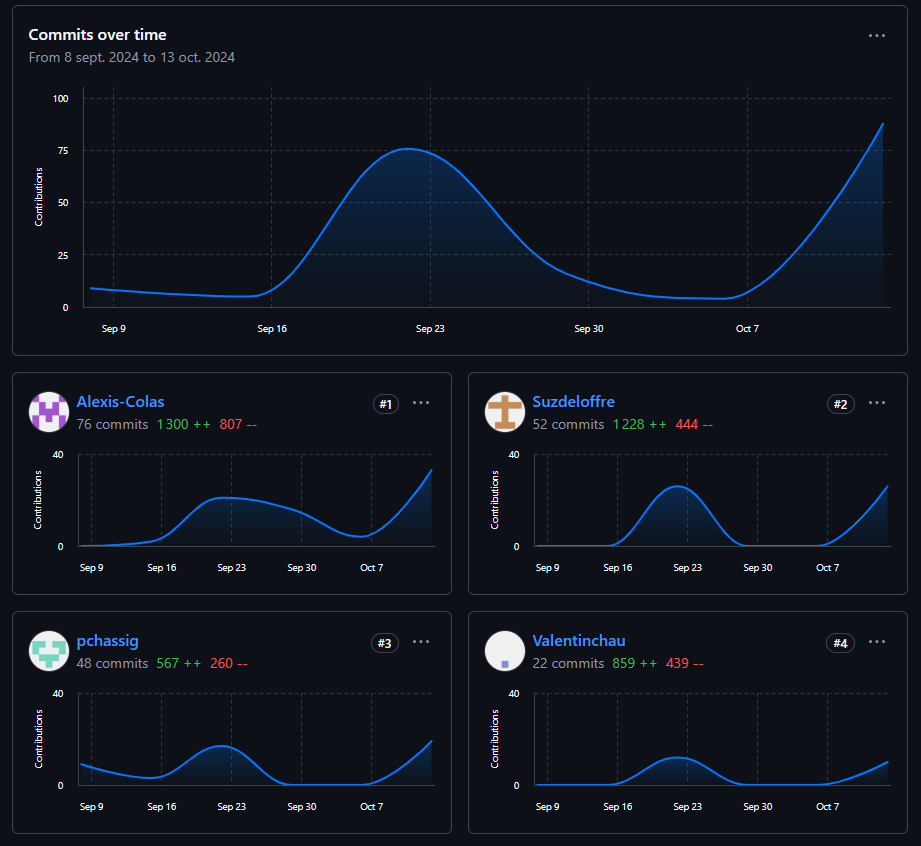 Commits over time
From 8 sept. 2024 to 13 oct. 2024
100
75
50
25
0
Contributions
Sep 9 Sep 16 Sep 23 Sep 30 Oct 7
Alexis-Colas #1
76 commits 1 300 ++ 807 --
40
0
Contributions
Sep 9 Sep 16 Sep 23 Sep 30 Oct 7
Suzdeloffre #2
52 commits 1 228 ++ 444 --
40
0
Contributions
Sep 9 Sep 16 Sep 23 Sep 30 Oct 7
pchassig #3
48 commits 567 ++ 260 --
40
0
Contributions
Sep 9 Sep 16 Sep 23 Sep 30 Oct 7
Valentinchau #4
22 commits 859 ++ 439 --
40
0
Contributions
Sep 9 Sep 16 Sep 23 Sep 30 Oct 7